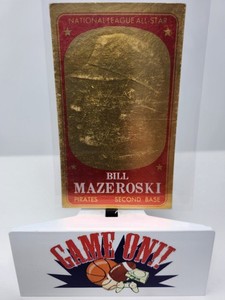 NATIONAL LEAGUE ALL-STAR
BILL
MAZEROSKI
PIRATES SECOND BASE
GAME ON!!